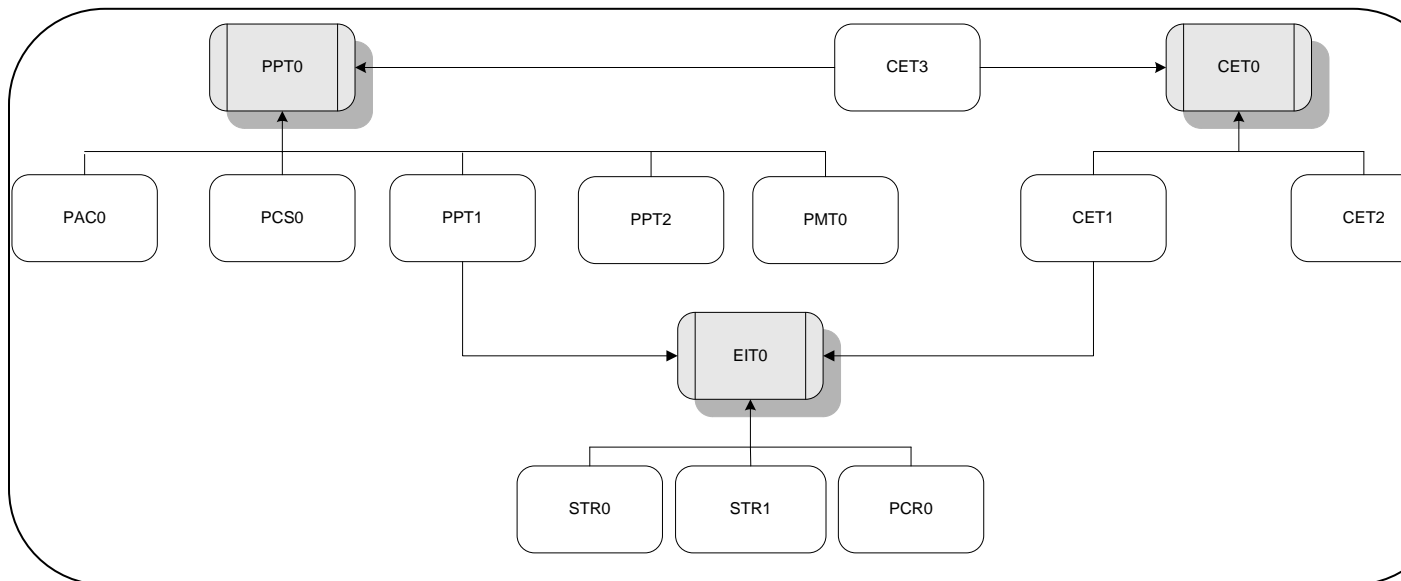 PPT0
CET3
CET0
PAC0
PCS0
PPT1
PPT2
PMT0
CET1
CET2
EIT0
STR0
STR1
PCR0